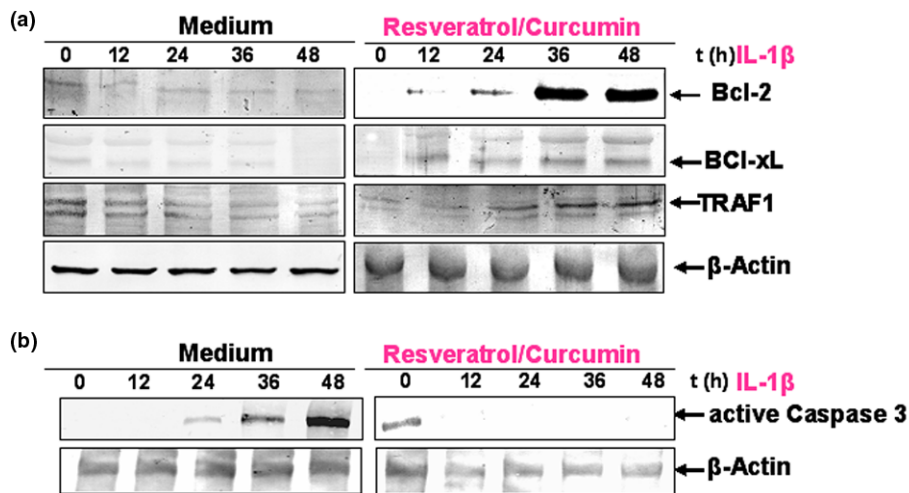 (a)
Medium Resveratrol/Curcumin
0 12 24 36 48 0 12 24 36 48 t (h) IL-1β
Bcl-2
BCl-xL
TRAF1
β-Actin
(b)
Medium Resveratrol/Curcumin
0 12 24 36 48 0 12 24 36 48 t (h) IL-1β
active Caspase 3
β-Actin